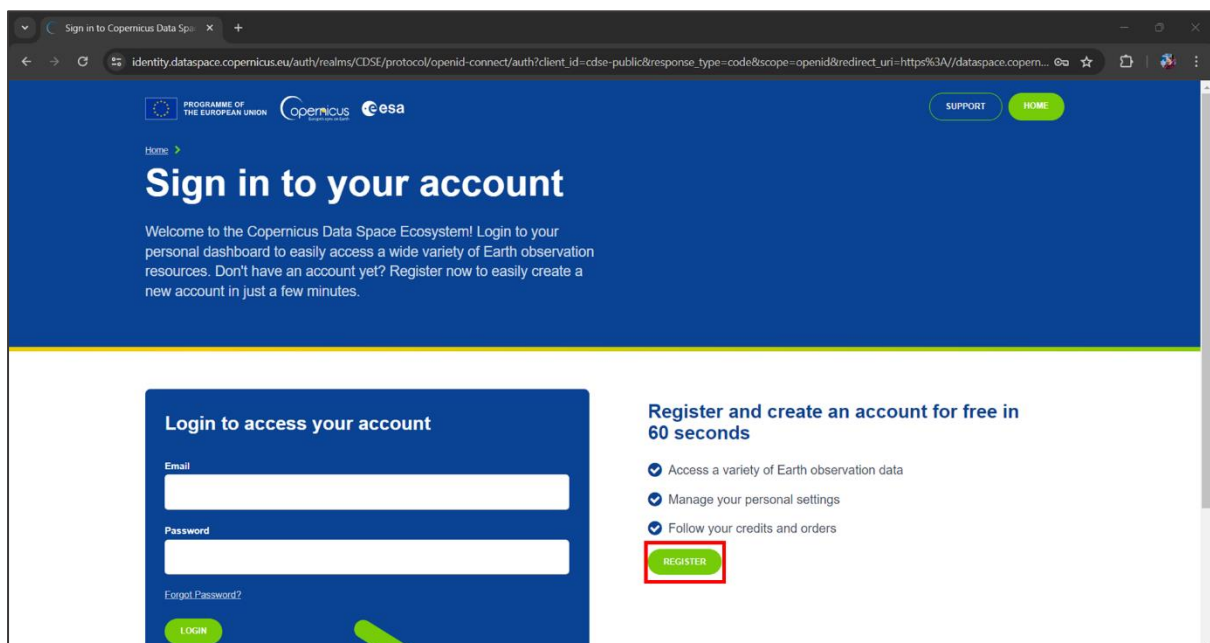 Sign in to Copernicus Data Spa
identity.dataspace.copernicus.eu/auth/realms/CDSE/protocol/openid-connect/auth?client_id=cdse-public&response_type=code&scope=openid&redirect_uri=https%3A//dataspace.copern...
PROGRAMME OF
THE EUROPEAN UNION
opernicus
esa
SUPPORT
HOME
Home >
Sign in to your account
Welcome to the Copernicus Data Space Ecosystem! Login to your
personal dashboard to easily access a wide variety of Earth observation
resources. Don't have an account yet? Register now to easily create a
new account in just a few minutes.
Login to access your account
Email
Password
Forgot Password?
LOGIN
Register and create an account for free in
60 seconds
Access a variety of Earth observation data
Manage your personal settings
Follow your credits and orders
REGISTER